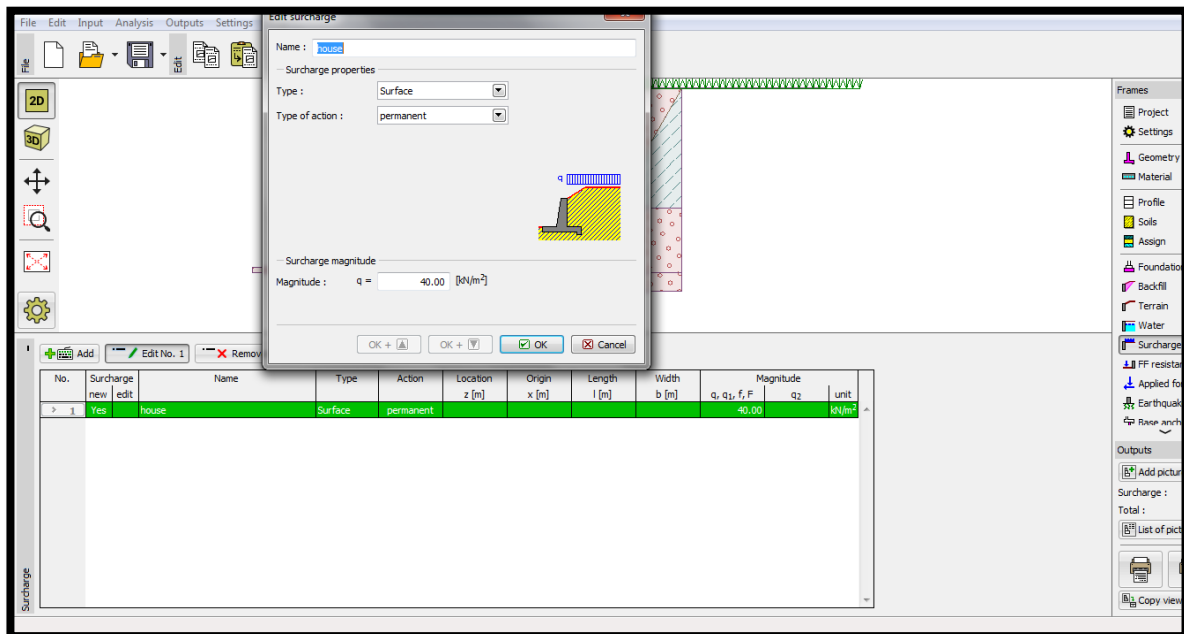 File Edit Input Analysis Outputs Settings
Edit surcharge
File
Edit
Name : house
Surcharge properties
Type : Surface
Type of action : permanent
q
Surcharge magnitude
Magnitude : q = 40.00 [kN/m²]
OK + OK + OK Cancel
2D
3D
Frames
Project
Settings
Geometry
Material
Profile
Soils
Assign
Foundation
Backfill
Terrain
Water
Surcharge
FF resistan
Applied fo
Earthquak
Base anch
Outputs
Add pictur
Surcharge :
Total :
List of pict
Copy view
Add Edit No. 1 Remov
No. Surcharge Name Type Action Location Origin Length Width Magnitude
new edit z [m] x [m] l [m] b [m] q, q₁, f, F q₂ unit
1 Yes house Surface permanent 40.00 kN/m²
Surcharge